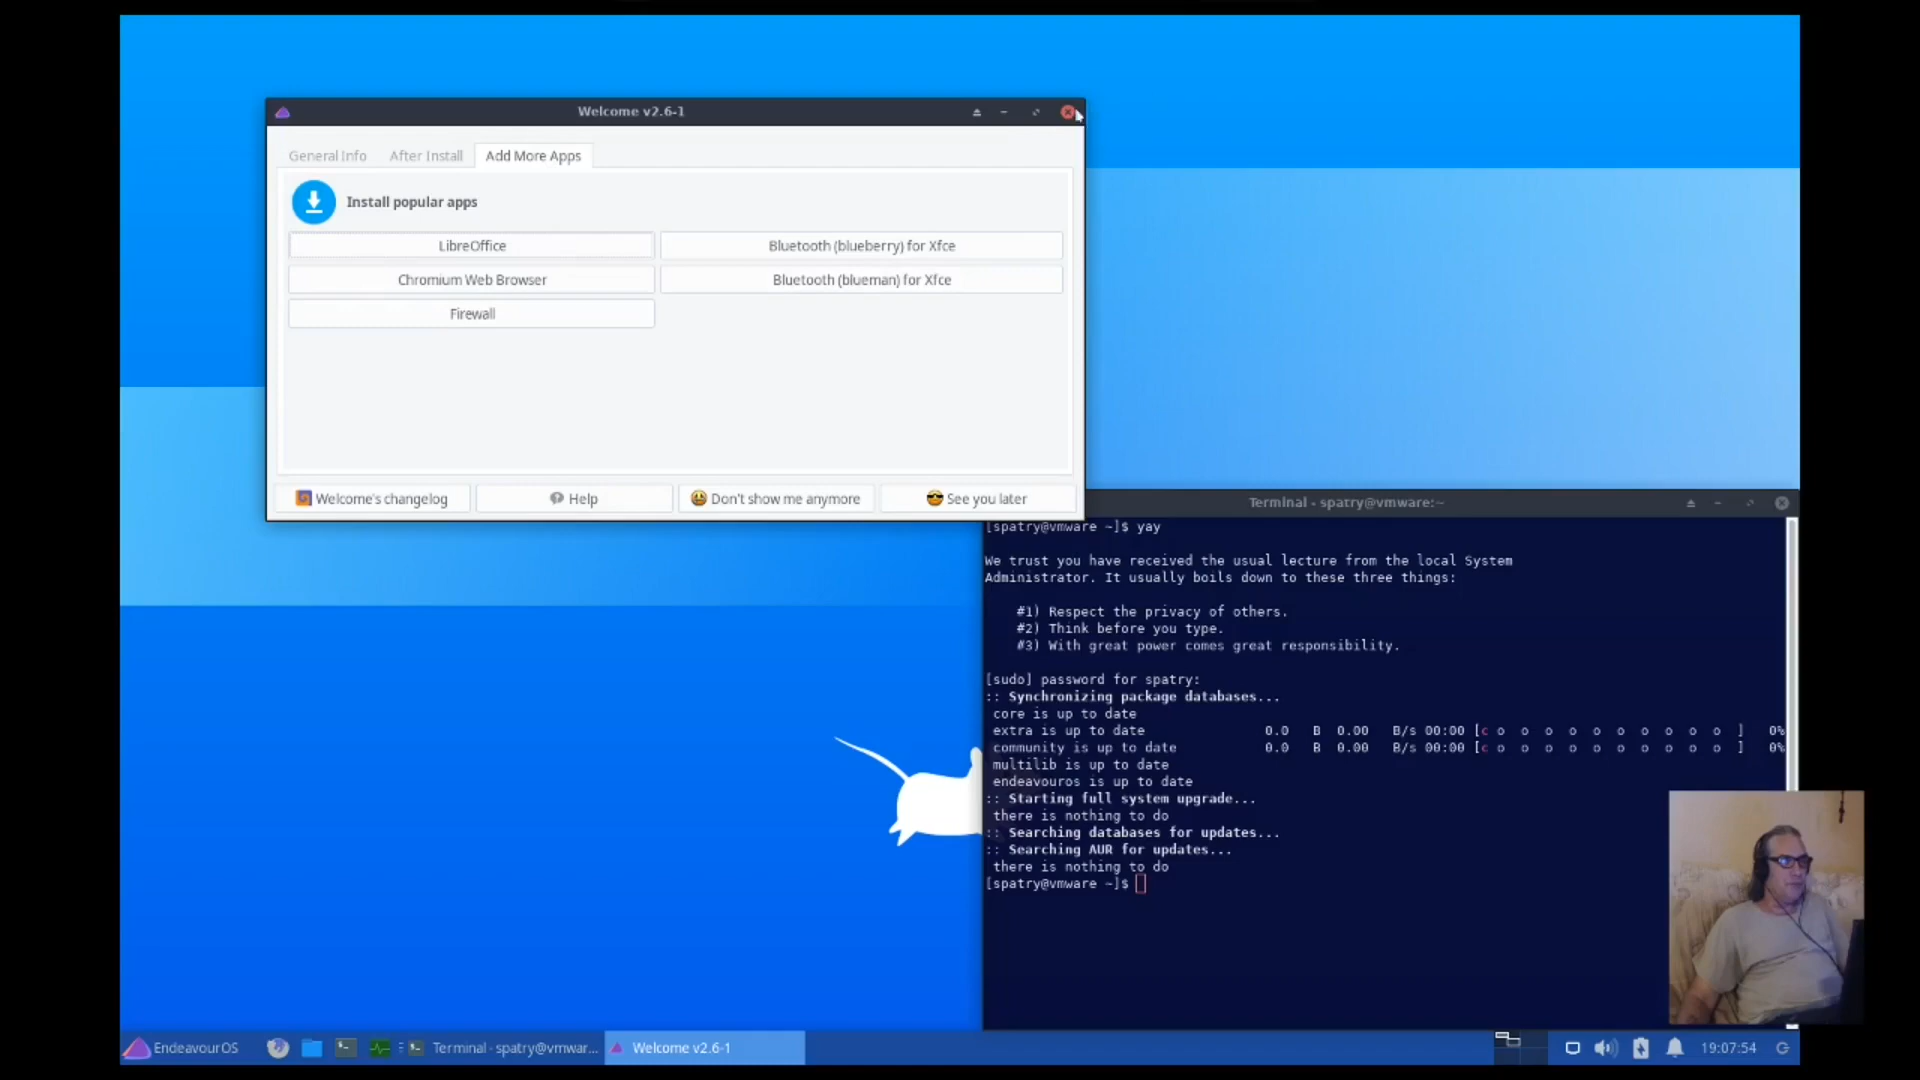 Welcome v2.6-1
General Info After Install Add More Apps
Install popular apps
LibreOffice Bluetooth (blueberry) for Xfce
Chromium Web Browser Bluetooth (blueman) for Xfce
Firewall
Welcome's changelog Help Don't show me anymore See you later
Terminal - spatry@vmware:~
[spatry@vmware ~]$ yay
We trust you have received the usual lecture from the local System
Administrator. It usually boils down to these three things:
#1) Respect the privacy of others.
#2) Think before you type.
#3) With great power comes great responsibility.
[sudo] password for spatry:
:: Synchronizing package databases...
core is up to date
extra is up to date 0.0 B 0.00 B/s 00:00 [c o o o o o o o o o ] 0%
community is up to date 0.0 B 0.00 B/s 00:00 [c o o o o o o o o o ] 0%
multilib is up to date
endeavouros is up to date
:: Starting full system upgrade...
there is nothing to do
:: Searching databases for updates...
:: Searching AUR for updates...
there is nothing to do
[spatry@vmware ~]$
EndeavourOS Terminal - spatry@vmwar... Welcome v2.6-1 19:07:54